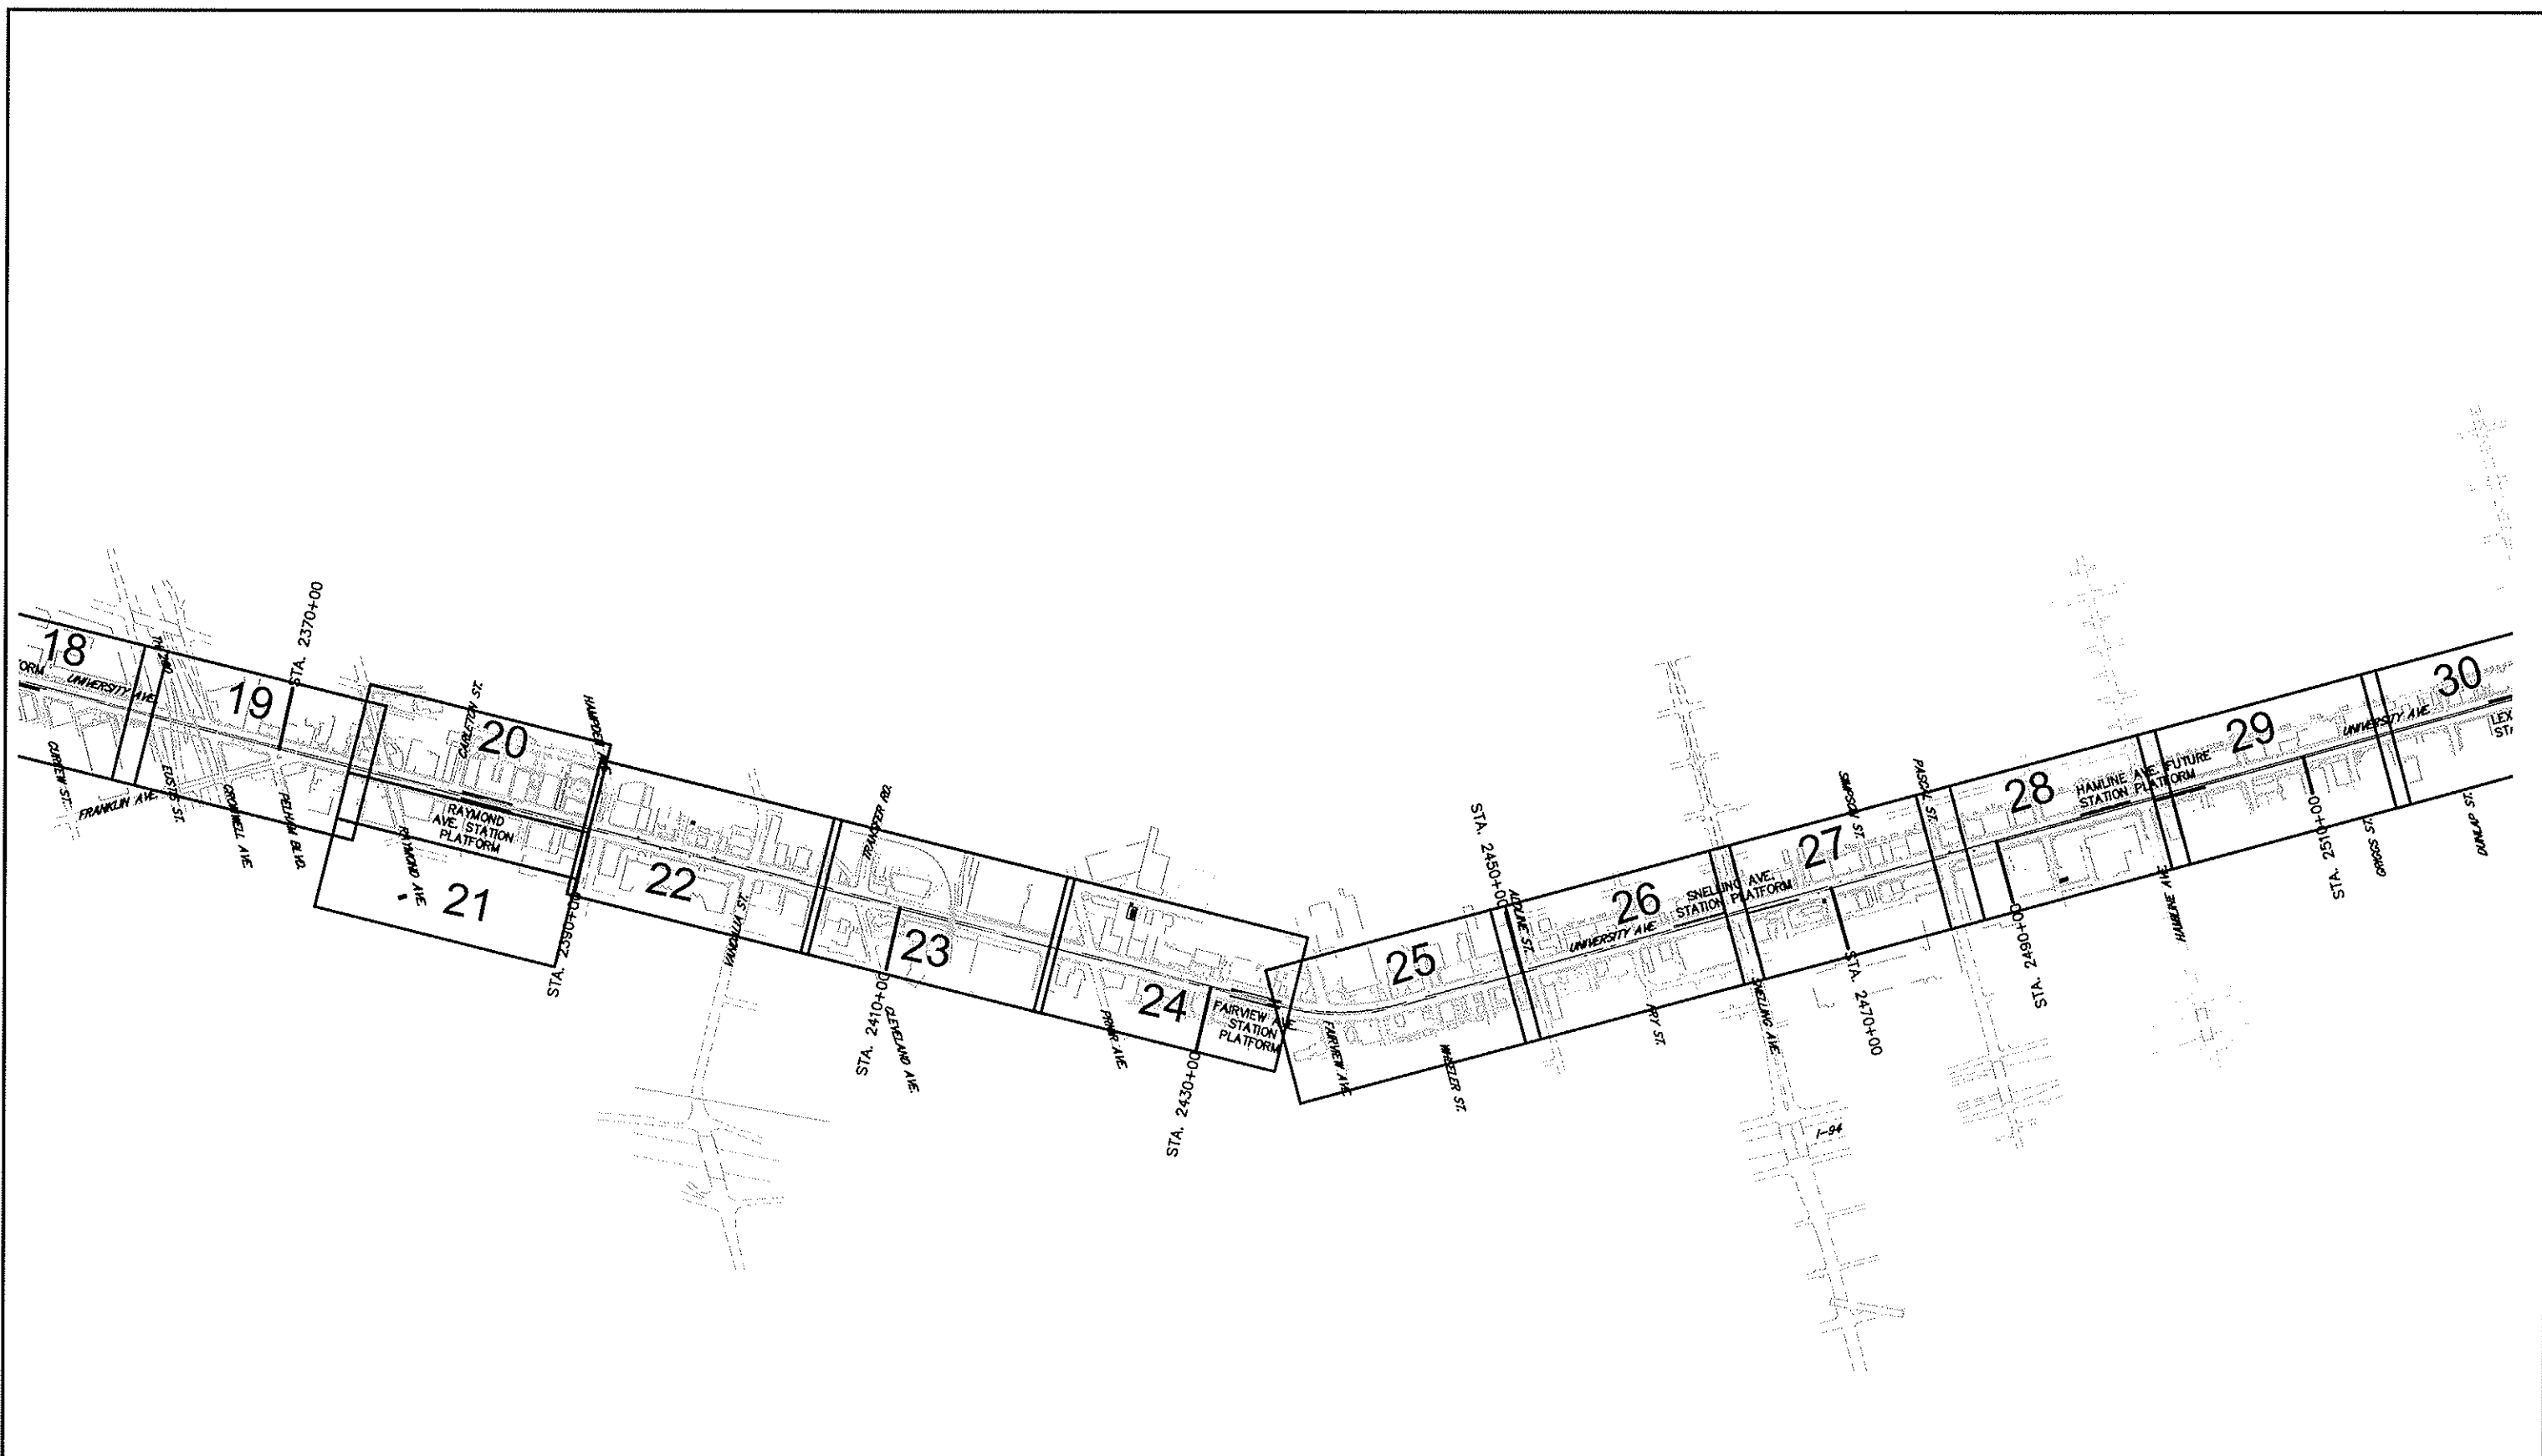 18
ORM
UNIVERSITY AVE.
CURFEW ST.
FRANKLIN AVE.
EUSTIS ST.
19
STA. 2370+00
CROMWELL AVE.
PELHAM BLVD.
20
CARLETON ST.
RAYMOND
AVE. STATION
PLATFORM
RAYMOND AVE.
21
STA. 2390+00
22
VANDALIA ST.
TRANSFER RD.
23
STA. 2410+00
CLEVELAND AVE.
24
PRIOR AVE.
STA. 2430+00
FAIRVIEW AVE.
STATION
PLATFORM
25
FAIRVIEW AVE.
WHEELER ST.
STA. 2450+00
ALDINE ST.
26
UNIVERSITY AVE.
SNELLING AVE.
STATION PLATFORM
FRY ST.
SNELLING AVE.
27
SIMPSON ST.
STA. 2470+00
I-94
PASCAL ST.
28
HAMLINE AVE. FUTURE
STATION PLATFORM
STA. 2490+00
HAMLINE AVE.
29
STA. 2510+00
UNIVERSITY AVE.
GRIGGS ST.
30
LEX
ST
DUNLAP ST.